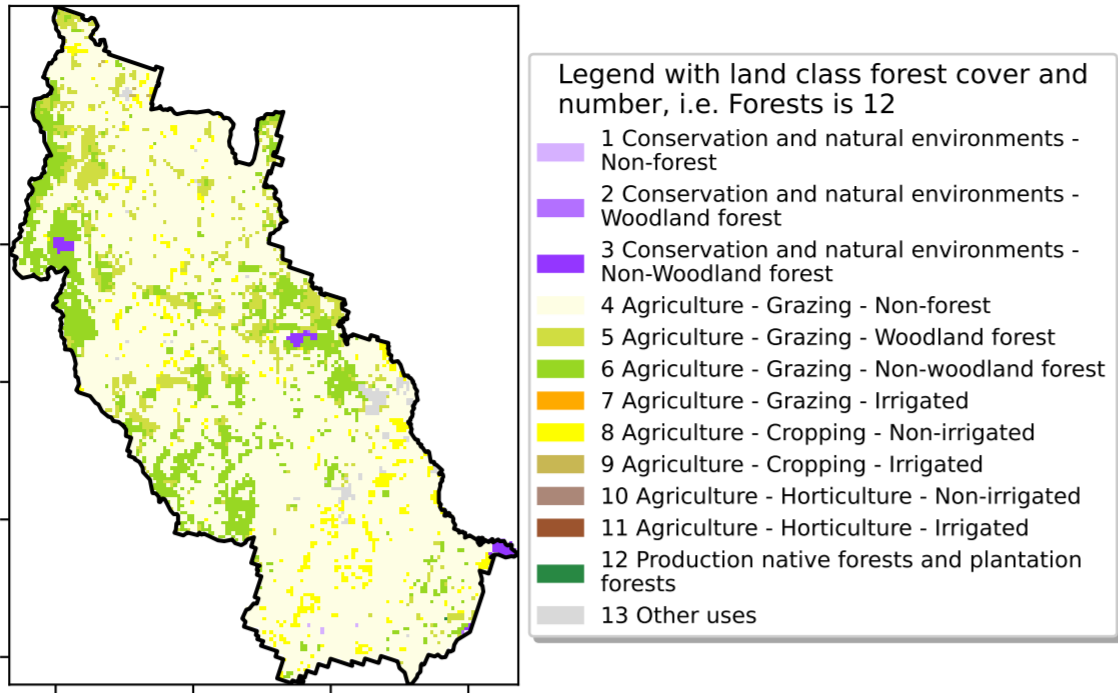 Legend with land class forest cover and
number, i.e. Forests is 12
1 Conservation and natural environments -
Non-forest
2 Conservation and natural environments -
Woodland forest
3 Conservation and natural environments -
Non-Woodland forest
4 Agriculture - Grazing - Non-forest
5 Agriculture - Grazing - Woodland forest
6 Agriculture - Grazing - Non-woodland forest
7 Agriculture - Grazing - Irrigated
8 Agriculture - Cropping - Non-irrigated
9 Agriculture - Cropping - Irrigated
10 Agriculture - Horticulture - Non-irrigated
11 Agriculture - Horticulture - Irrigated
12 Production native forests and plantation
forests
13 Other uses